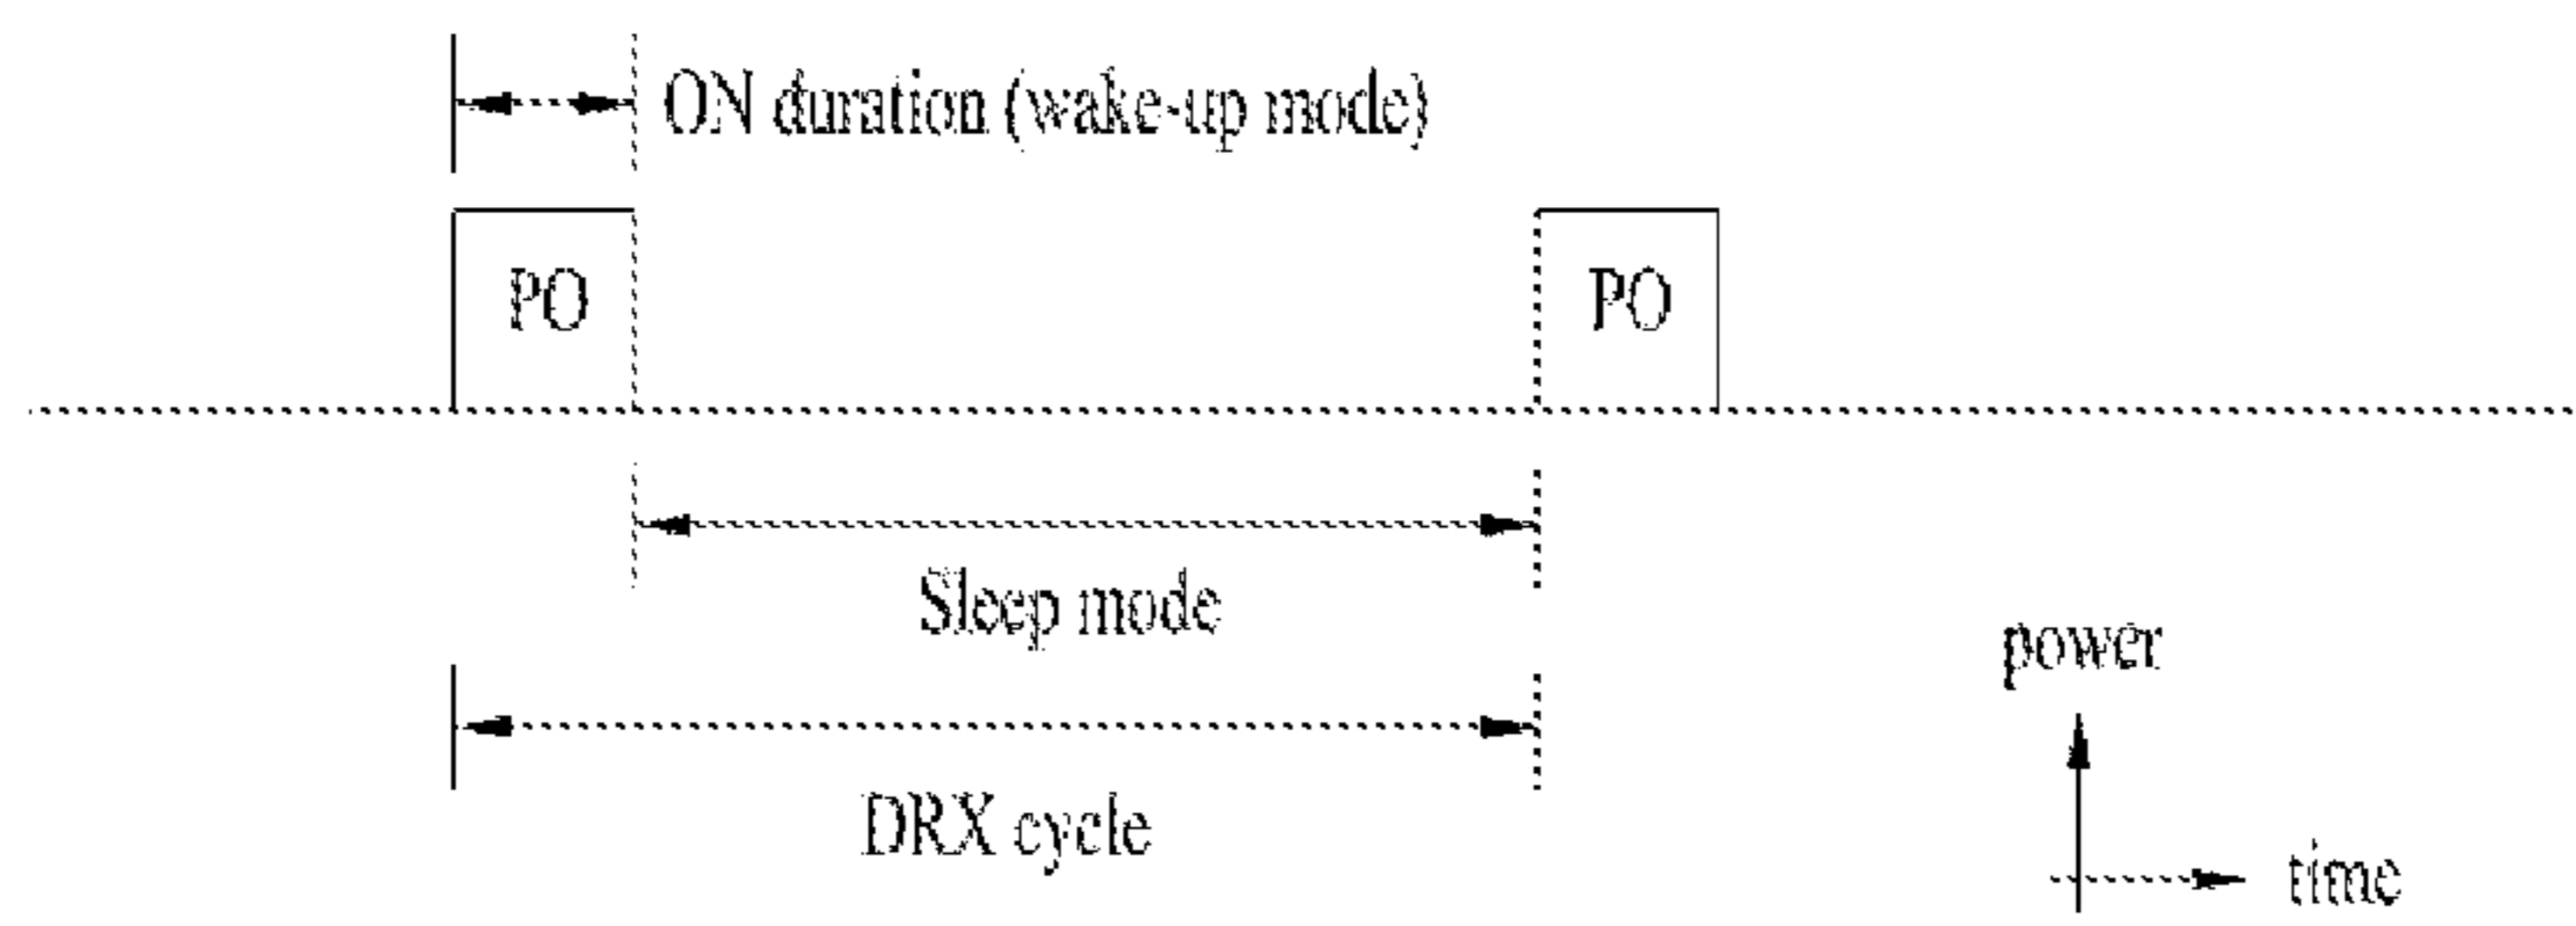 ON duration (wake-up mode)
PO
PO
Sleep mode
power
DRX cycle
time